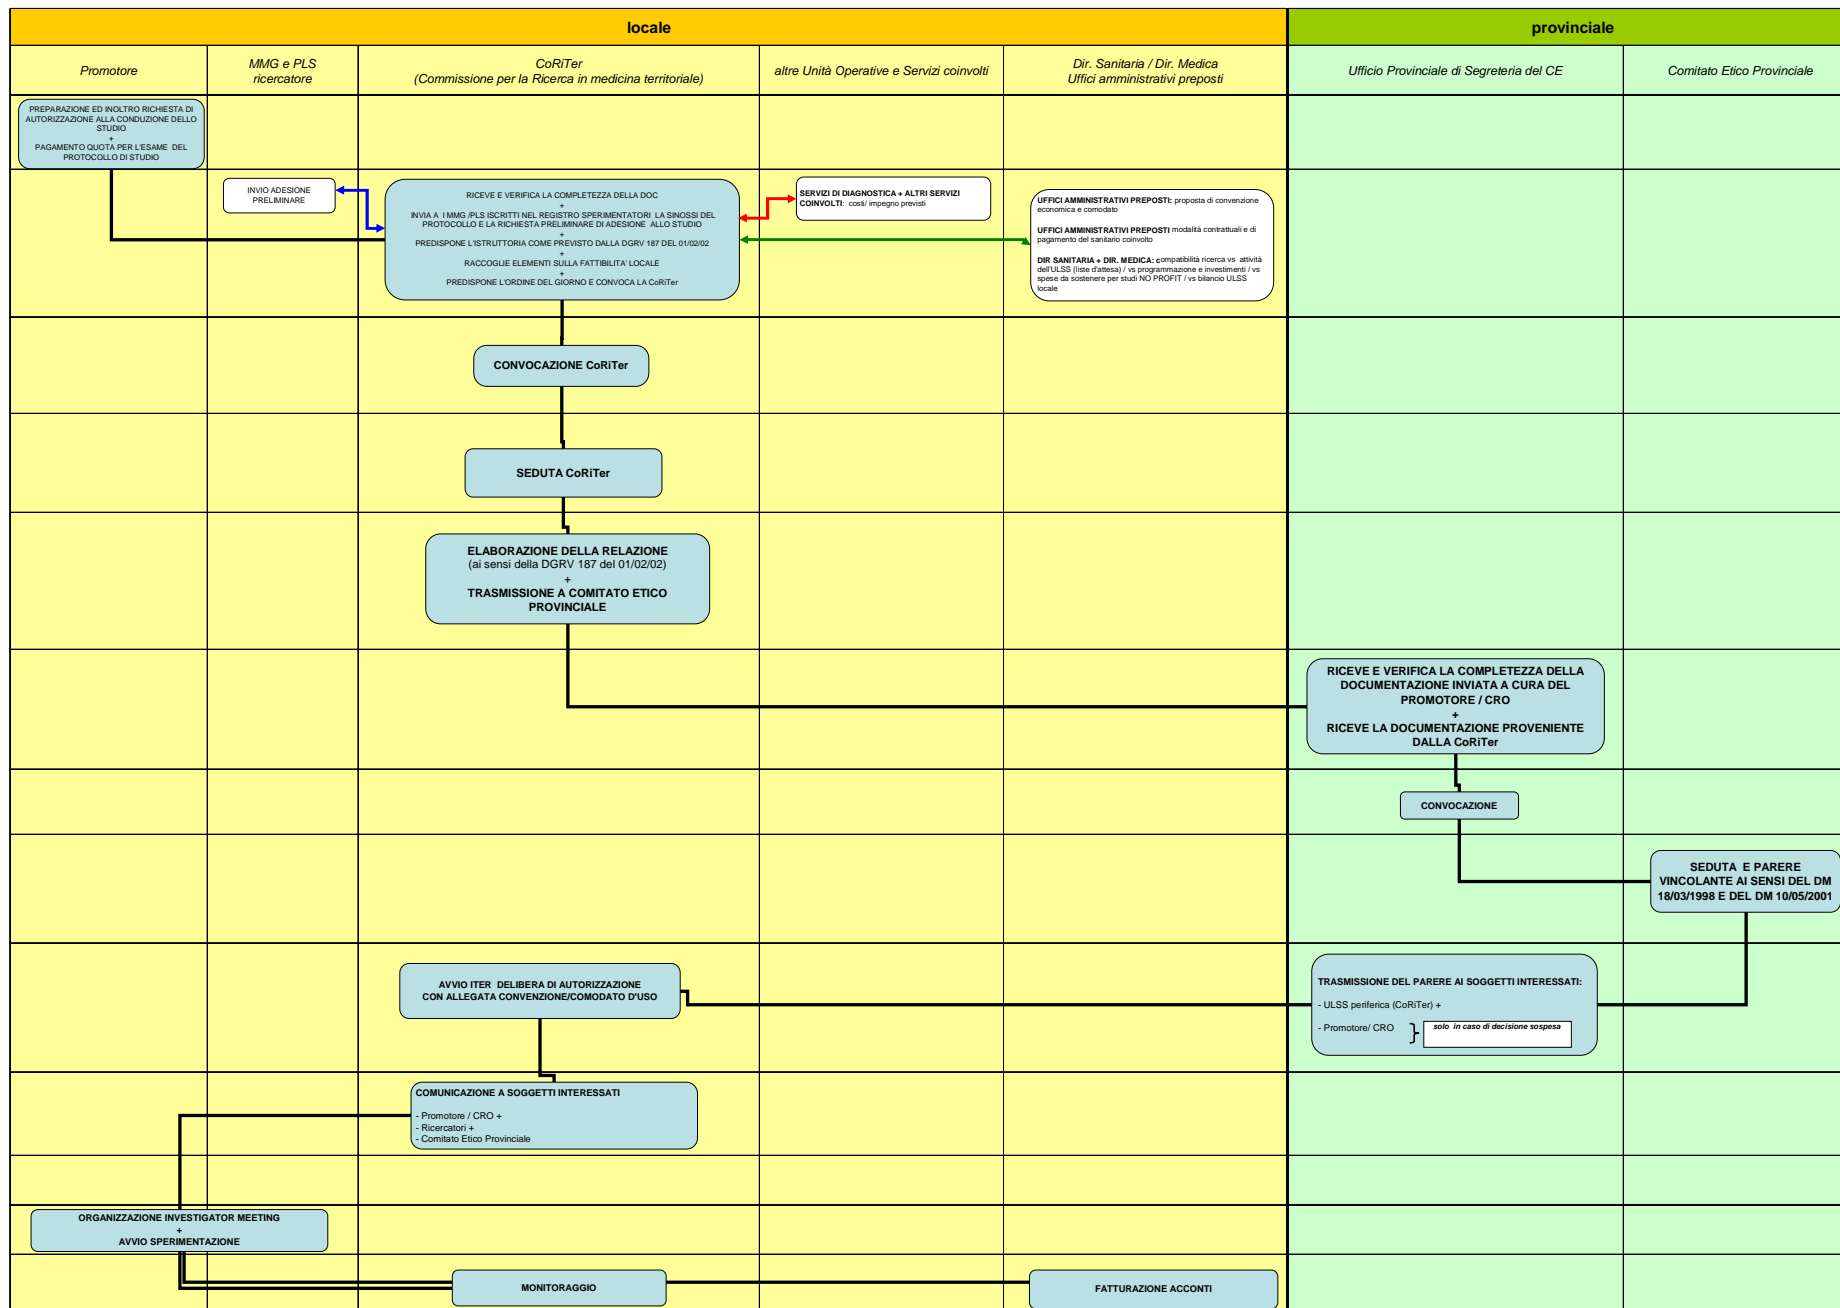 locale
provinciale
Promotore
MMG e PLS
ricercatore
CoRiTer
(Commissione per la Ricerca in medicina territoriale)
altre Unità Operative e Servizi coinvolti
Dir. Sanitaria / Dir. Medica
Uffici amministrativi preposti
Ufficio Provinciale di Segreteria del CE
Comitato Etico Provinciale
PREPARAZIONE ED INOLTRO RICHIESTA DI
AUTORIZZAZIONE ALLA CONDUZIONE DELLO
STUDIO
+
PAGAMENTO QUOTA PER L'ESAME DEL
PROTOCOLLO DI STUDIO
INVIO ADESIONE
PRELIMINARE
RICEVE E VERIFICA LA COMPLETEZZA DELLA DOC
+
INVIA A I MMG /PLS ISCRITTI NEL REGISTRO SPERIMENTATORI LA SINOSSI DEL
PROTOCOLLO E LA RICHIESTA PRELIMINARE DI ADESIONE ALLO STUDIO
+
PREDISPONE L'ISTRUTTORIA COME PREVISTO DALLA DGRV 187 DEL 01/02/02
+
RACCOGLIE ELEMENTI SULLA FATTIBILITA' LOCALE
+
PREDISPONE L'ORDINE DEL GIORNO E CONVOCA LA CoRiTer
SERVIZI DI DIAGNOSTICA + ALTRI SERVIZI
COINVOLTI: costi/ impegno previsti
UFFICI AMMINISTRATIVI PREPOSTI: proposta di convenzione
economica e comodato
UFFICI AMMINISTRATIVI PREPOSTI modalità contrattuali e di
pagamento del sanitario coinvolto
DIR SANITARIA + DIR. MEDICA: compatibilità ricerca vs attività
dell'ULSS (liste d'attesa) / vs programmazione e investimenti / vs
spese da sostenere per studi NO PROFIT / vs bilancio ULSS
locale
CONVOCAZIONE CoRiTer
SEDUTA CoRiTer
ELABORAZIONE DELLA RELAZIONE
(ai sensi della DGRV 187 del 01/02/02)
+
TRASMISSIONE A COMITATO ETICO
PROVINCIALE
RICEVE E VERIFICA LA COMPLETEZZA DELLA
DOCUMENTAZIONE INVIATA A CURA DEL
PROMOTORE / CRO
+
RICEVE LA DOCUMENTAZIONE PROVENIENTE
DALLA CoRiTer
CONVOCAZIONE
SEDUTA E PARERE
VINCOLANTE AI SENSI DEL DM
18/03/1998 E DEL DM 10/05/2001
AVVIO ITER DELIBERA DI AUTORIZZAZIONE
CON ALLEGATA CONVENZIONE/COMODATO D'USO
TRASMISSIONE DEL PARERE AI SOGGETTI INTERESSATI:
- ULSS periferica (CoRiTer) +
- Promotore/ CRO
} solo in caso di decisione sospesa
COMUNICAZIONE A SOGGETTI INTERESSATI
- Promotore / CRO +
- Ricercatori +
- Comitato Etico Provinciale
ORGANIZZAZIONE INVESTIGATOR MEETING
+
AVVIO SPERIMENTAZIONE
MONITORAGGIO
FATTURAZIONE ACCONTI